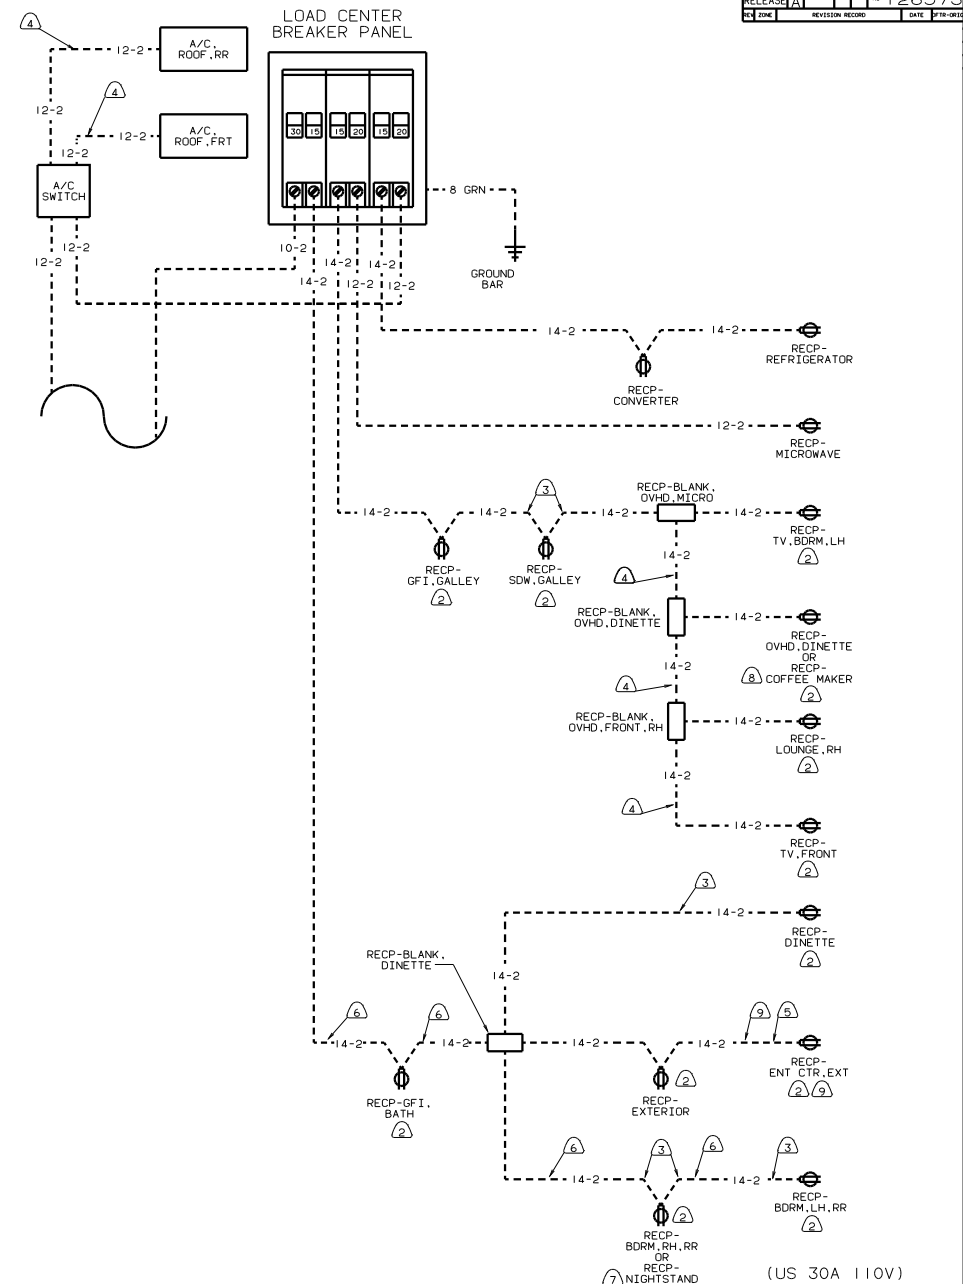 RELEASE A
REV ZONE REVISION RECORD DATE
LOAD CENTER
BREAKER PANEL
4
12-2
A/C,
ROOF,RR
12-2
4
12-2
A/C,
ROOF,FRT
12-2
30 15 15 20 15 20
A/C
SWITCH
8 GRN
GROUND
BAR
12-2
12-2
10-2
14-2
14-2
12-2
14-2
12-2
14-2
14-2
RECP-
REFRIGERATOR
RECP-
CONVERTER
12-2
RECP-
MICROWAVE
14-2
14-2
3
14-2
RECP-BLANK,
OVHD,MICRO
14-2
RECP-
GFI,GALLEY
2
RECP-
SDW,GALLEY
2
RECP-
TV,BDRM,LH
2
14-2
4
RECP-BLANK,
OVHD,DINETTE
14-2
RECP-
OVHD,DINETTE
OR
RECP-
8 COFFEE MAKER
2
14-2
4
RECP-BLANK,
OVHD,FRONT,RH
14-2
RECP-
LOUNGE,RH
2
14-2
4
14-2
RECP-
TV,FRONT
2
3
14-2
RECP-
DINETTE
2
RECP-BLANK,
DINETTE
14-2
6
14-2
6
14-2
14-2
14-2
9
5
RECP-GFI,
BATH
2
2
RECP-
EXTERIOR
RECP-
ENT CTR,EXT
2 9
6
14-2
3
6
14-2
3
2
RECP-
BDRM,RH,RR
OR
RECP-
7 NIGHTSTAND
RECP-
BDRM,LH,RR
2
(US 30A 110V)